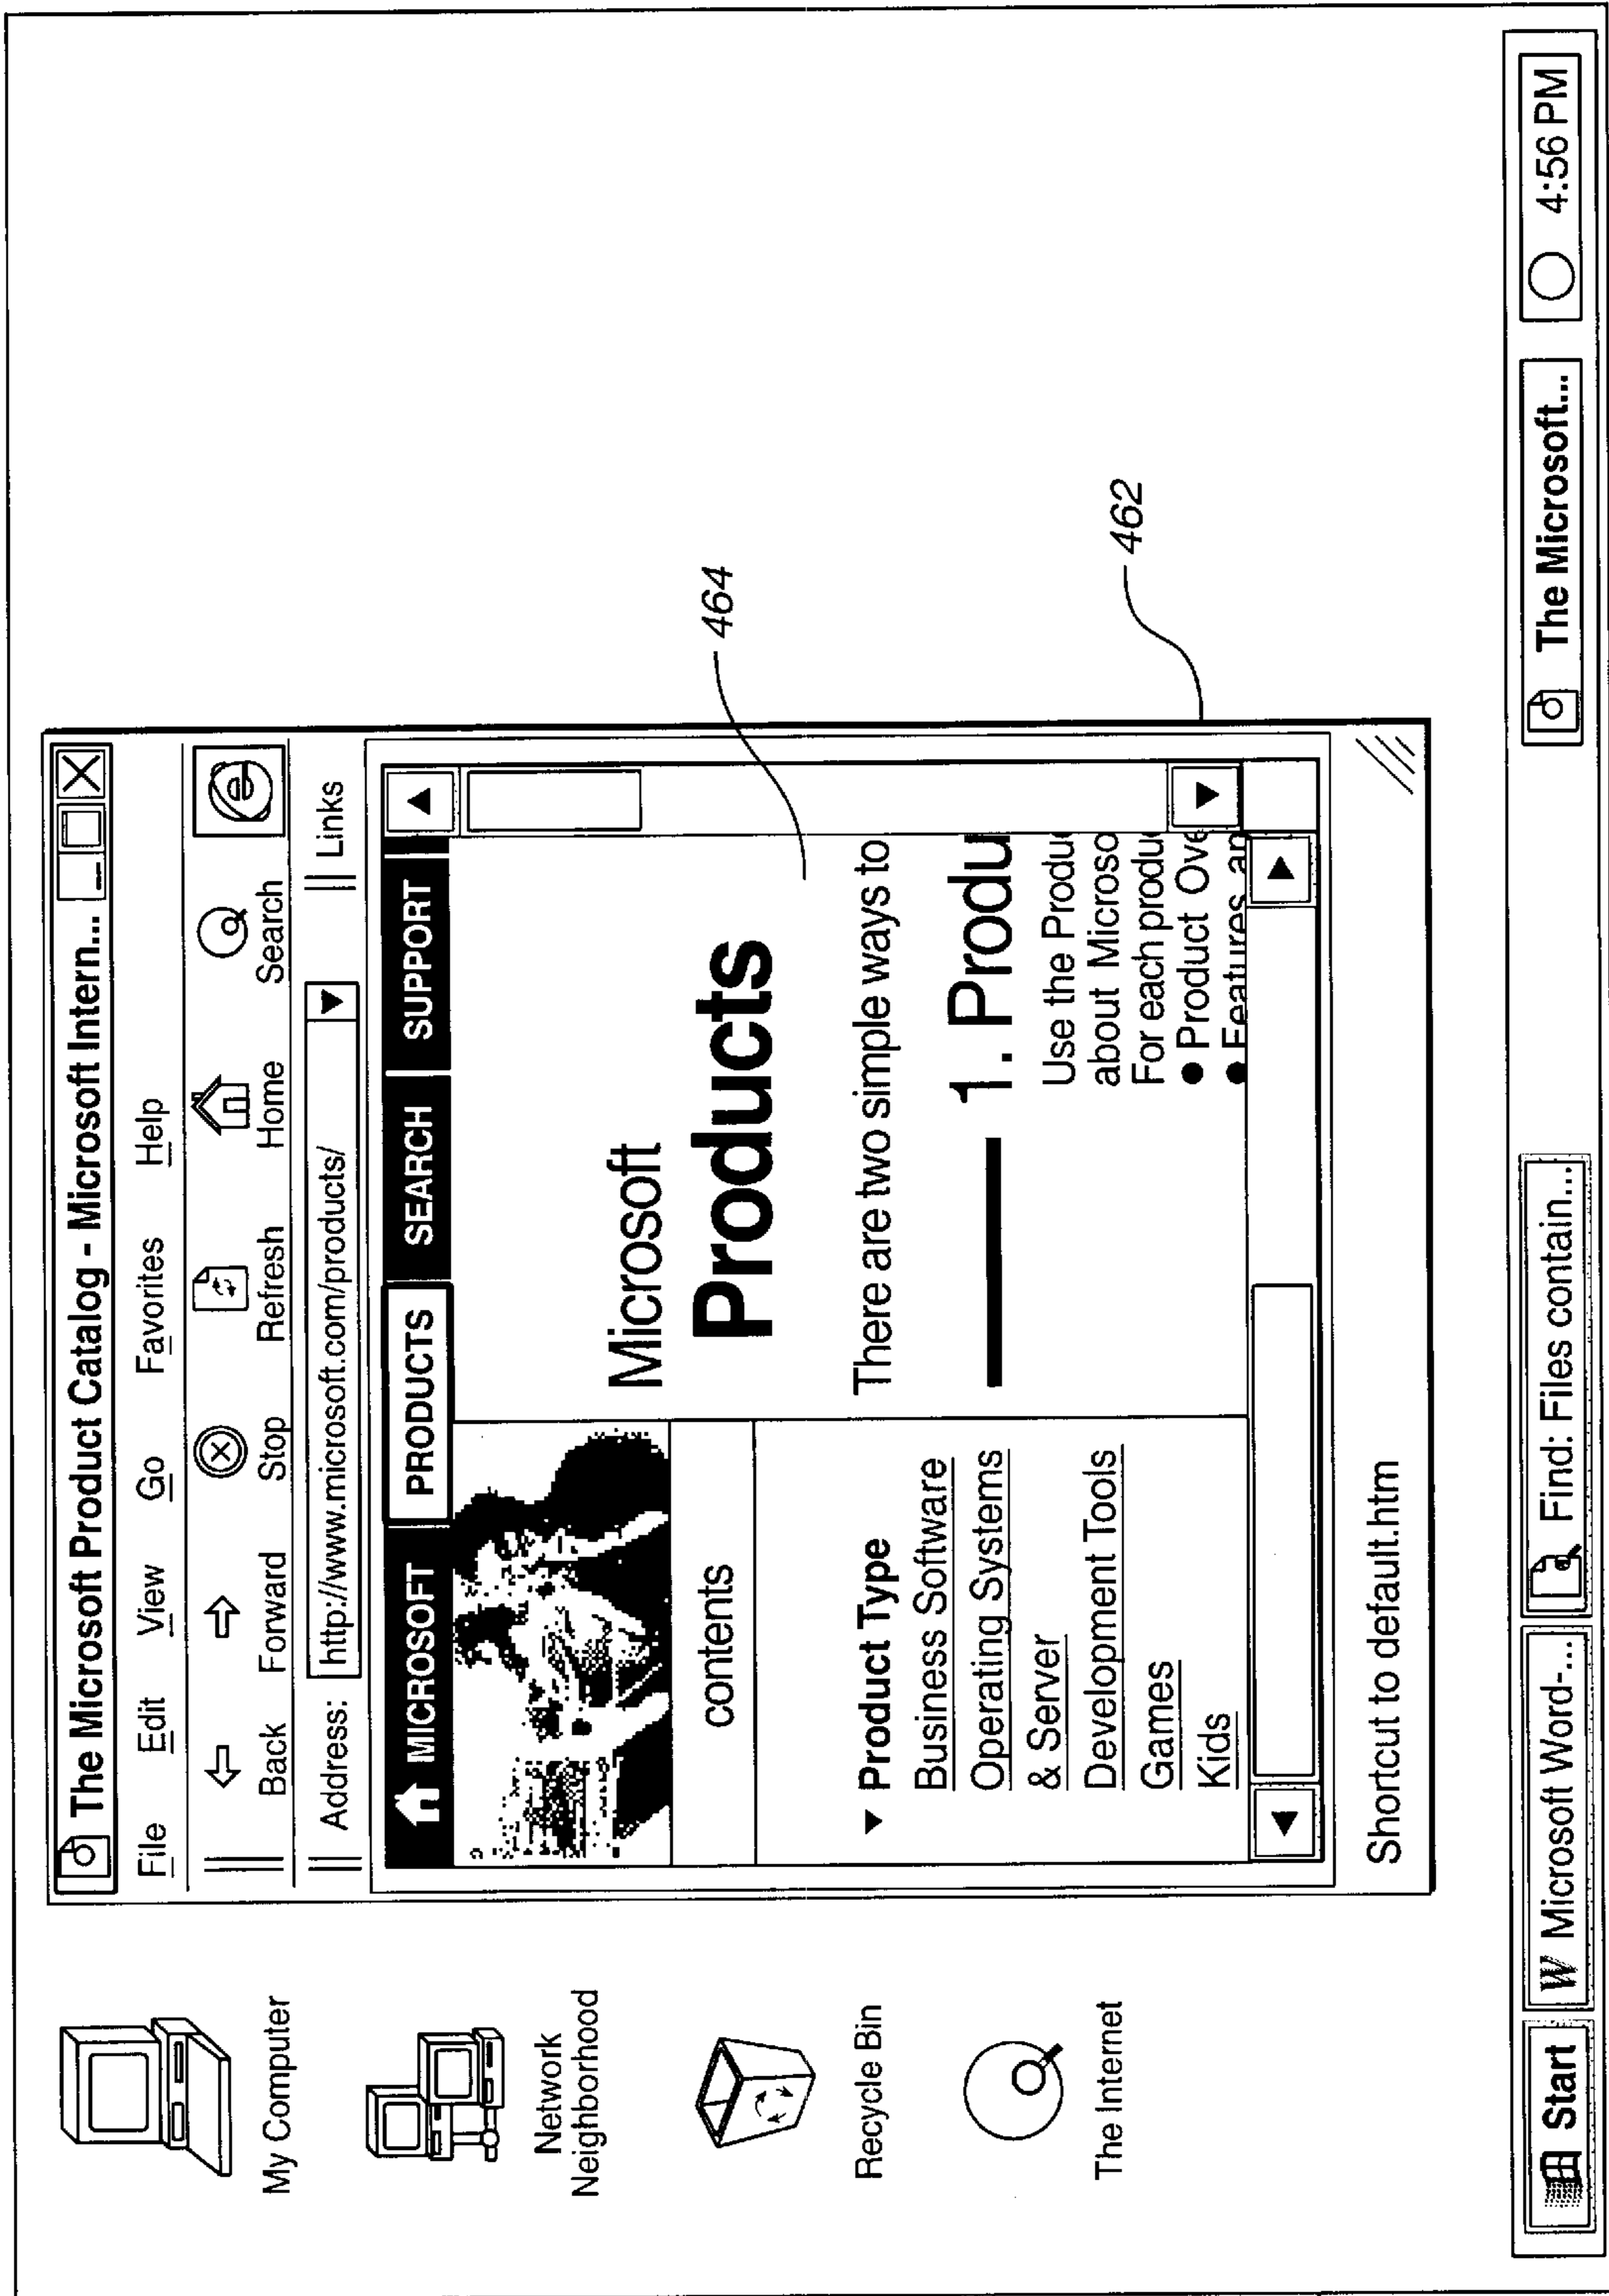 My Computer
Network
Neighborhood
Recycle Bin
The Internet
The Microsoft Product Catalog - Microsoft Intern...
File Edit View Go Favorites Help
Back Forward Stop Refresh Home Search
Address: http://www.microsoft.com/products/ Links
MICROSOFT PRODUCTS SEARCH SUPPORT
contents
▼ Product Type
Business Software
Operating Systems
& Server
Development Tools
Games
Kids
Microsoft
Products
There are two simple ways to
1. Produ
Use the Produ
about Microso
For each produ
● Product Ove
● Features an
Shortcut to default.htm
464
462
Start W Microsoft Word-... Find: Files contain... The Microsoft... 4:56 PM